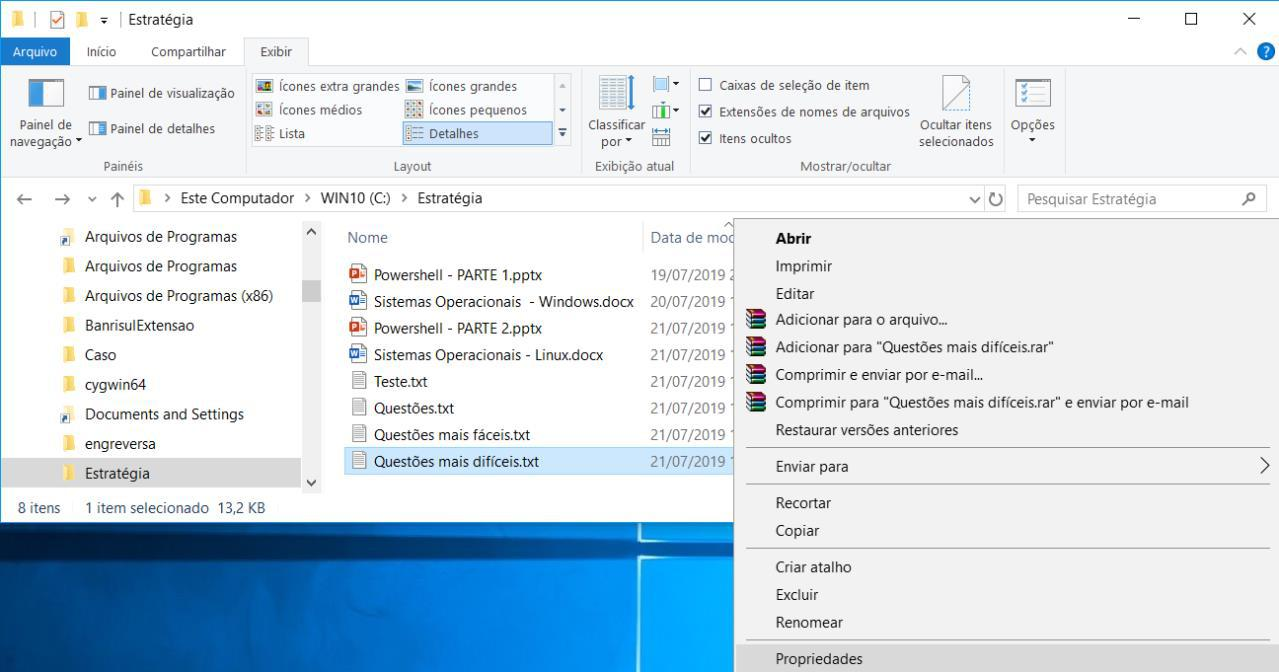 Estratégia
Arquivo Início Compartilhar Exibir
Painel de navegação
Painel de visualização
Painel de detalhes
Painéis
Ícones extra grandes Ícones grandes
Ícones médios Ícones pequenos
Lista Detalhes
Layout
Classificar por
Exibição atual
Caixas de seleção de item
Extensões de nomes de arquivos
Itens ocultos
Ocultar itens selecionados
Mostrar/ocultar
Opções
Este Computador WIN10 (C:) Estratégia
Pesquisar Estratégia
Arquivos de Programas
Arquivos de Programas
Arquivos de Programas (x86)
BanrisulExtensao
Caso
cygwin64
Documents and Settings
engreversa
Estratégia
Nome Data de mod
Powershell - PARTE 1.pptx 19/07/2019 2
Sistemas Operacionais - Windows.docx 20/07/2019 1
Powershell - PARTE 2.pptx 21/07/2019 1
Sistemas Operacionais - Linux.docx 21/07/2019 1
Teste.txt 21/07/2019 1
Questões.txt 21/07/2019 1
Questões mais fáceis.txt 21/07/2019 1
Questões mais difíceis.txt 21/07/2019 1
8 itens 1 item selecionado 13,2 KB
Abrir
Imprimir
Editar
Adicionar para o arquivo...
Adicionar para "Questões mais difíceis.rar"
Comprimir e enviar por e-mail...
Comprimir para "Questões mais difíceis.rar" e enviar por e-mail
Restaurar versões anteriores
Enviar para
Recortar
Copiar
Criar atalho
Excluir
Renomear
Propriedades